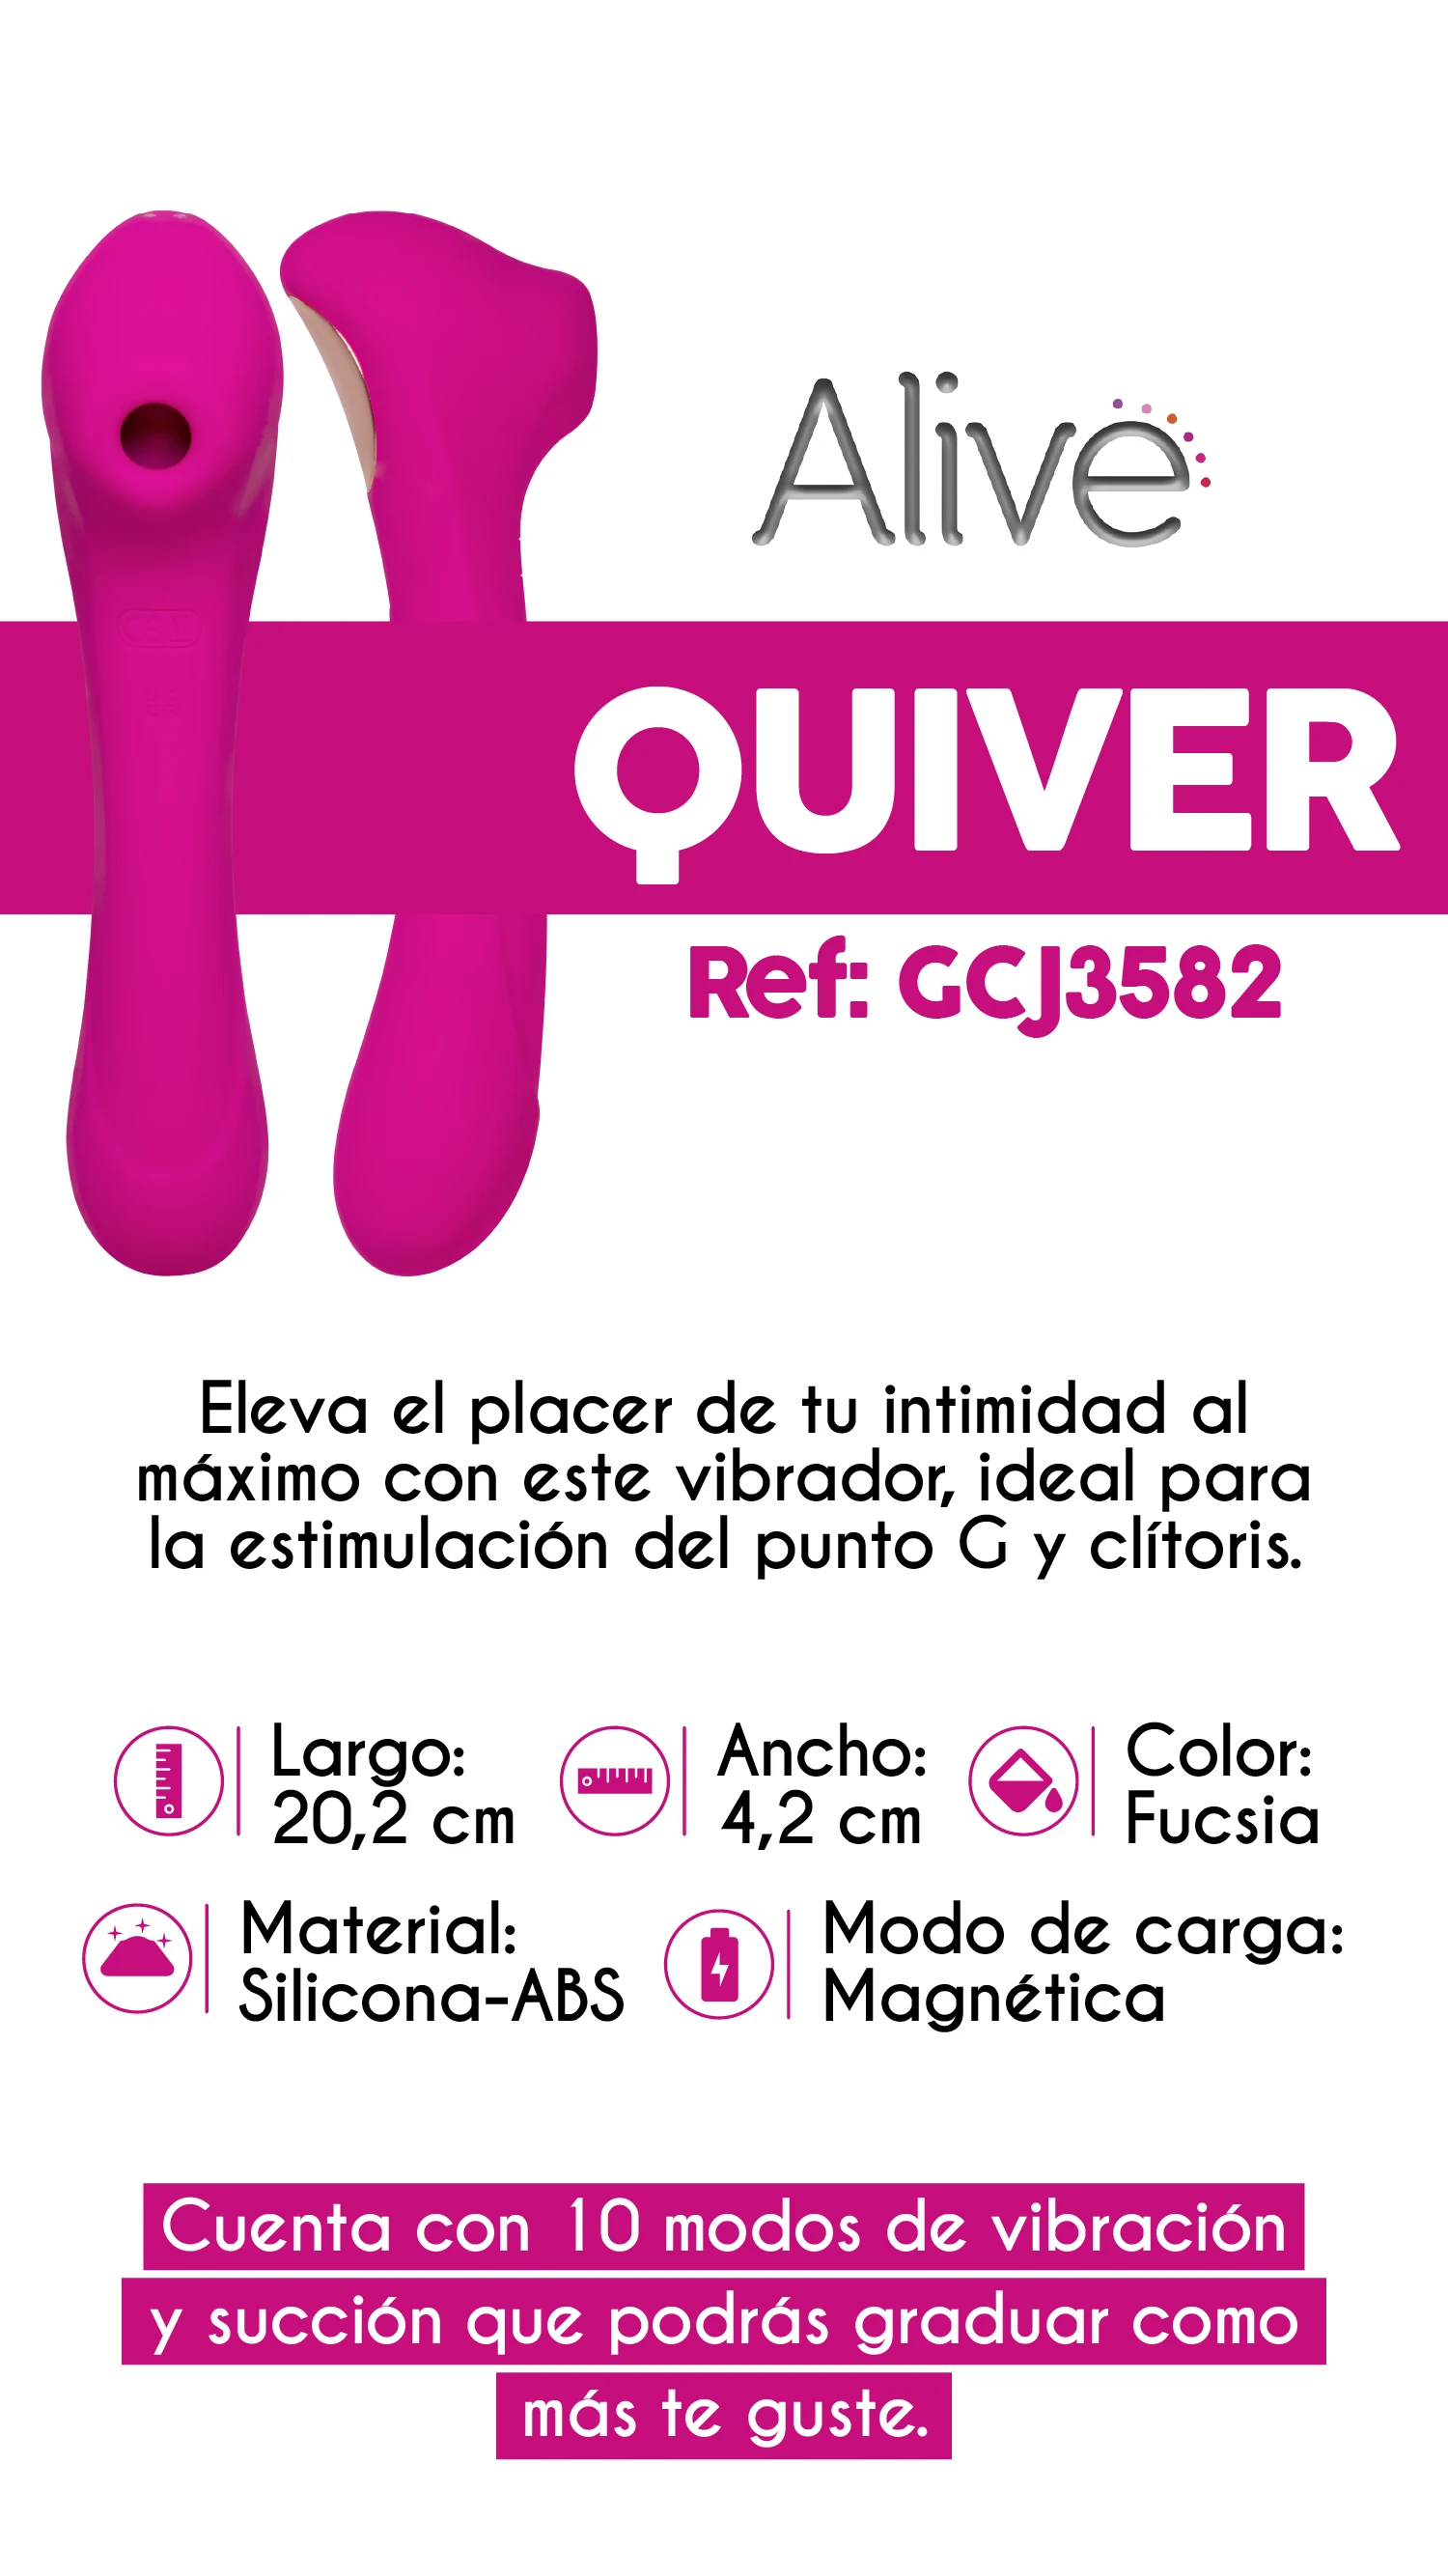 Alive
QUIVER
Ref: GCJ3582
Eleva el placer de tu intimidad al
máximo con este vibrador, ideal para
la estimulación del punto G y clítoris.
Largo:
20,2 cm
Ancho:
4,2 cm
Color:
Fucsia
Material:
Silicona-ABS
Modo de carga:
Magnética
Cuenta con 10 modos de vibración
y succión que podrás graduar como
más te guste.